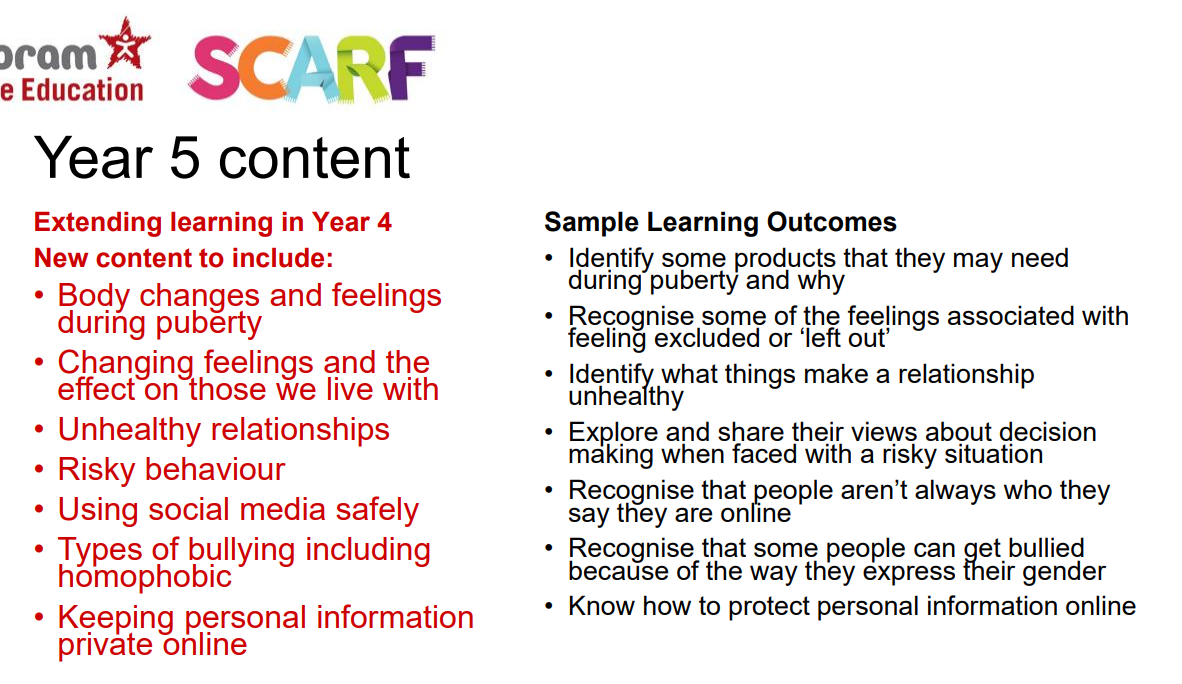 Education
SCARF
Year 5 content
Extending learning in Year 4
New content to include:
• Body changes and feelings
during puberty
• Changing feelings and the
effect on those we live with
• Unhealthy relationships
• Risky behaviour
• Using social media safely
• Types of bullying including
homophobic
• Keeping personal information
private online
Sample Learning Outcomes
• Identify some products that they may need
during puberty and why
• Recognise some of the feelings associated with
feeling excluded or ‘left out’
• Identify what things make a relationship
unhealthy
• Explore and share their views about decision
making when faced with a risky situation
• Recognise that people aren’t always who they
say they are online
• Recognise that some people can get bullied
because of the way they express their gender
• Know how to protect personal information online